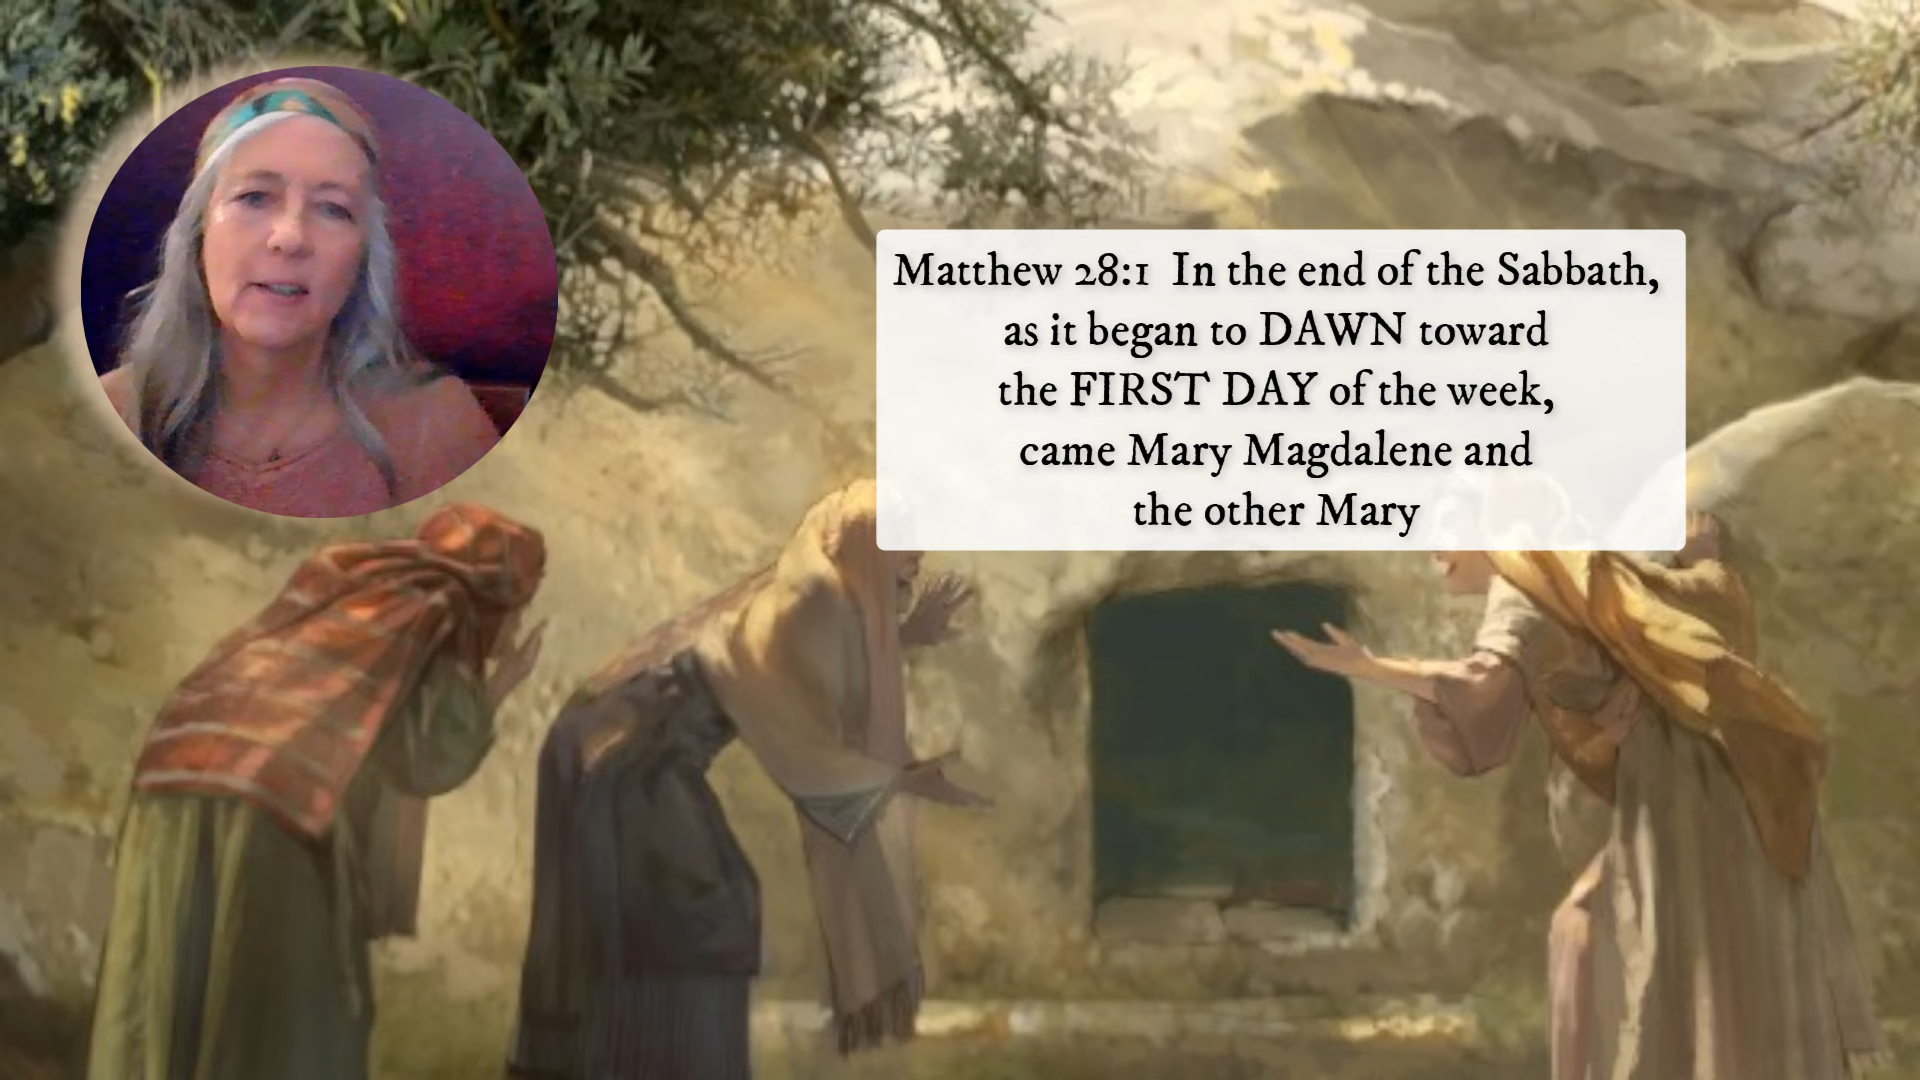 Matthew 28:1 In the end of the Sabbath,
as it began to DAWN toward
the FIRST DAY of the week,
came Mary Magdalene and
the other Mary